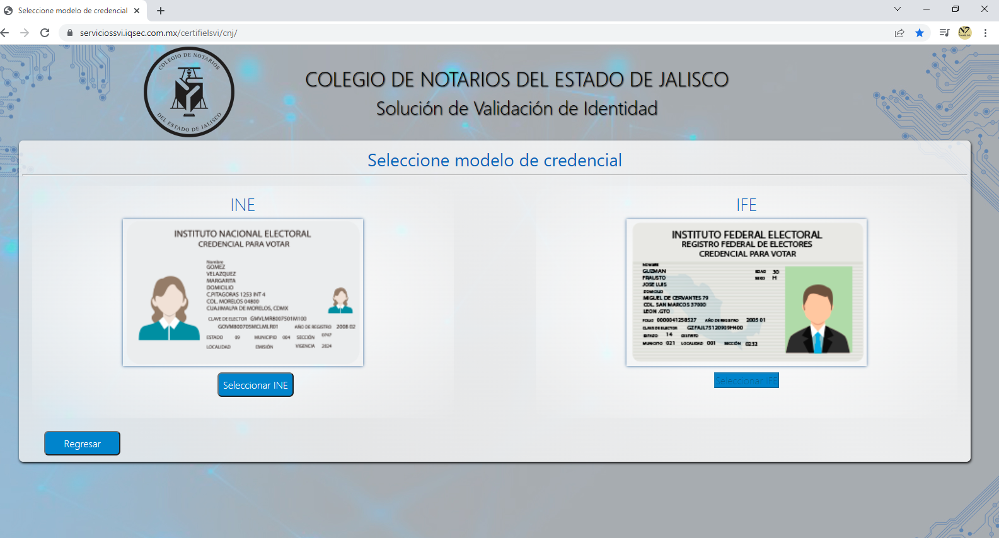 Seleccione modelo de credencial
serviciossvi.iqsec.com.mx/certifielsvi/cnj/
COLEGIO DE NOTARIOS
DEL ESTADO DE JALISCO
COLEGIO DE NOTARIOS DEL ESTADO DE JALISCO
Solución de Validación de Identidad
Seleccione modelo de credencial
INE
INSTITUTO NACIONAL ELECTORAL
CREDENCIAL PARA VOTAR
Nombre
GOMEZ
VELAZQUEZ
MARGARITA
DOMICILIO
C.PITAGORAS 1253 INT 4
COL. MORELOS 04800
CUAJIMALPA DE MORELOS, CDMX
CLAVE DE ELECTOR GMVLMR8007501M100
GOVM800705MCLMLR01 AÑO DE REGISTRO 2008 02
ESTADO 09 MUNICIPIO 004 SECCIÓN 0747
LOCALIDAD EMISIÓN VIGENCIA 2024
Seleccionar INE
IFE
INSTITUTO FEDERAL ELECTORAL
REGISTRO FEDERAL DE ELECTORES
CREDENCIAL PARA VOTAR
NOMBRE
GUZMAN EDAD 30
FRAUSTO SEXO H
JOSE LUIS
DOMICILIO
MIGUEL DE CERVANTES 79
COL. SAN MARCOS 37000
LEON ,GTO
FOLIO 0000041258527 AÑO DE REGISTRO 2005 01
CLAVE DE ELECTOR GZFAJL75120909H400
ESTADO 14 DISTRITO
MUNICIPIO 021 LOCALIDAD 001 SECCIÓN 0232
Seleccionar IFE
Regresar